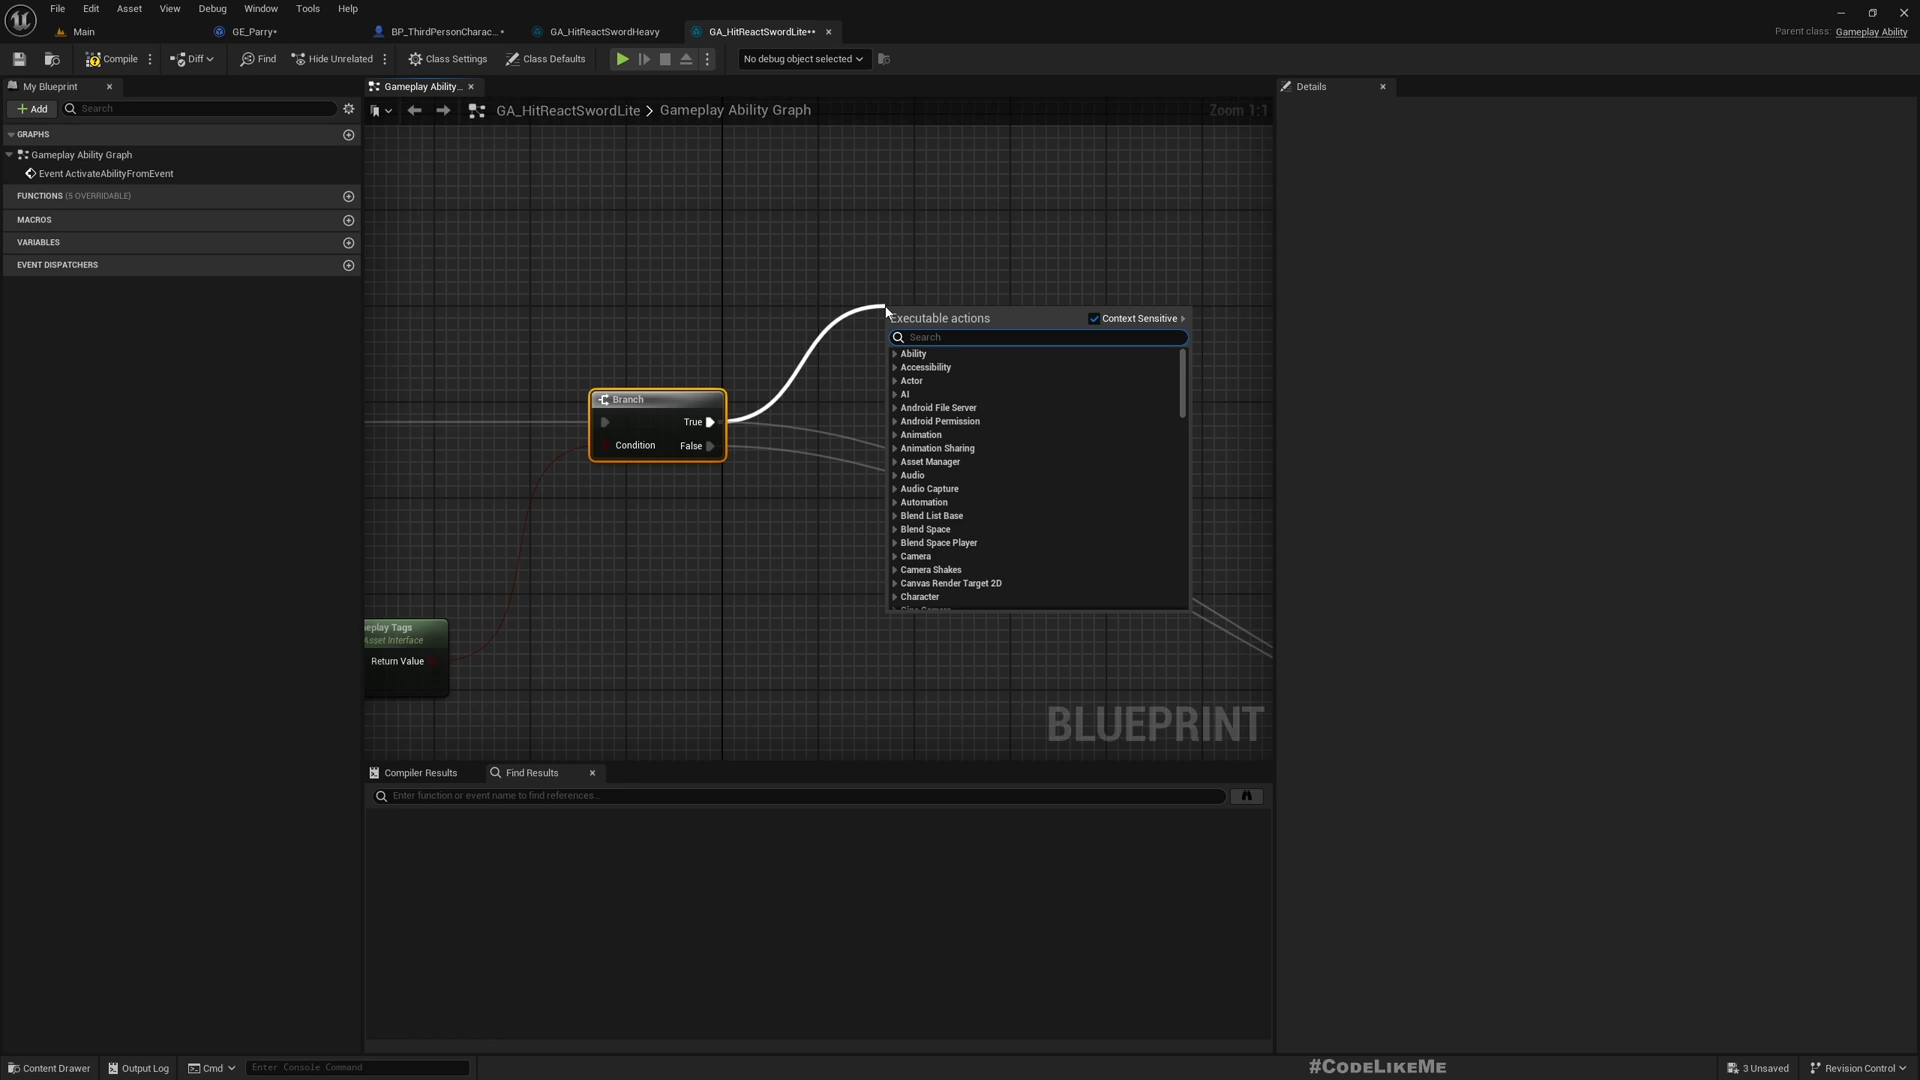 File Edit Asset View Debug Window Tools Help
Main GE_Parry• BP_ThirdPersonCharac...• GA_HitReactSwordHeavy GA_HitReactSwordLite••
Parent class: Gameplay Ability
Compile Diff Find Hide Unrelated Class Settings Class Defaults No debug object selected
My Blueprint
Gameplay Ability...
Details
Add Search
GA_HitReactSwordLite > Gameplay Ability Graph
Zoom 1:1
GRAPHS
Gameplay Ability Graph
Event ActivateAbilityFromEvent
FUNCTIONS (5 OVERRIDABLE)
MACROS
VARIABLES
EVENT DISPATCHERS
Branch
True
Condition False
eplay Tags
Asset Interface
Return Value
Executable actions Context Sensitive
Search
Ability
Accessibility
Actor
AI
Android File Server
Android Permission
Animation
Animation Sharing
Asset Manager
Audio
Audio Capture
Automation
Blend List Base
Blend Space
Blend Space Player
Camera
Camera Shakes
Canvas Render Target 2D
Character
BLUEPRINT
Compiler Results Find Results
Enter function or event name to find references...
Content Drawer Output Log Cmd Enter Console Command
#CODELIKEME
3 Unsaved Revision Control